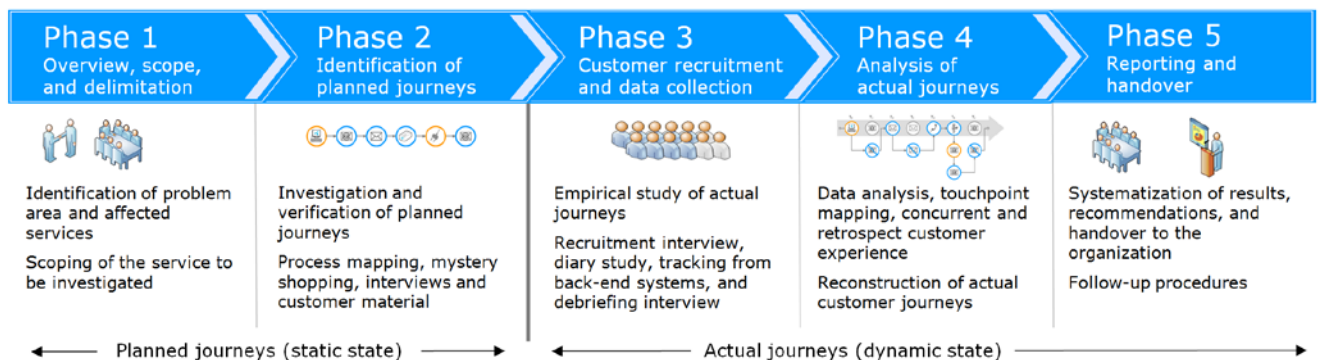 Phase 1
Overview, scope,
and delimitation
Phase 2
Identification of
planned journeys
Phase 3
Customer recruitment
and data collection
Phase 4
Analysis of
actual journeys
Phase 5
Reporting and
handover
Identification of problem
area and affected
services
Scoping of the service to
be investigated
Investigation and
verification of planned
journeys
Process mapping, mystery
shopping, interviews and
customer material
Empirical study of actual
journeys
Recruitment interview,
diary study, tracking from
back-end systems, and
debriefing interview
Data analysis, touchpoint
mapping, concurrent and
retrospect customer
experience
Reconstruction of actual
customer journeys
Systematization of results,
recommendations, and
handover to the
organization
Follow-up procedures
Planned journeys (static state)
Actual journeys (dynamic state)